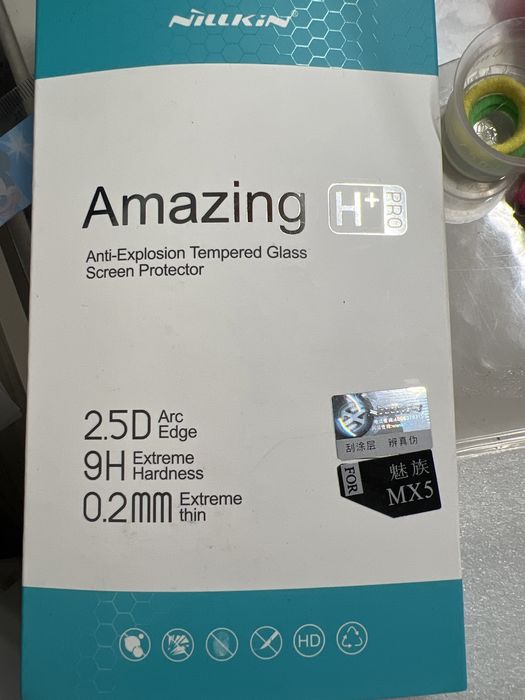 NILLKIN
Amazing H+ PRO
Anti-Explosion Tempered Glass
Screen Protector
2.5D Arc Edge
9H Extreme Hardness
0.2mm Extreme thin
刮涂层 辨真伪
FOR 魅族 MX5
HD